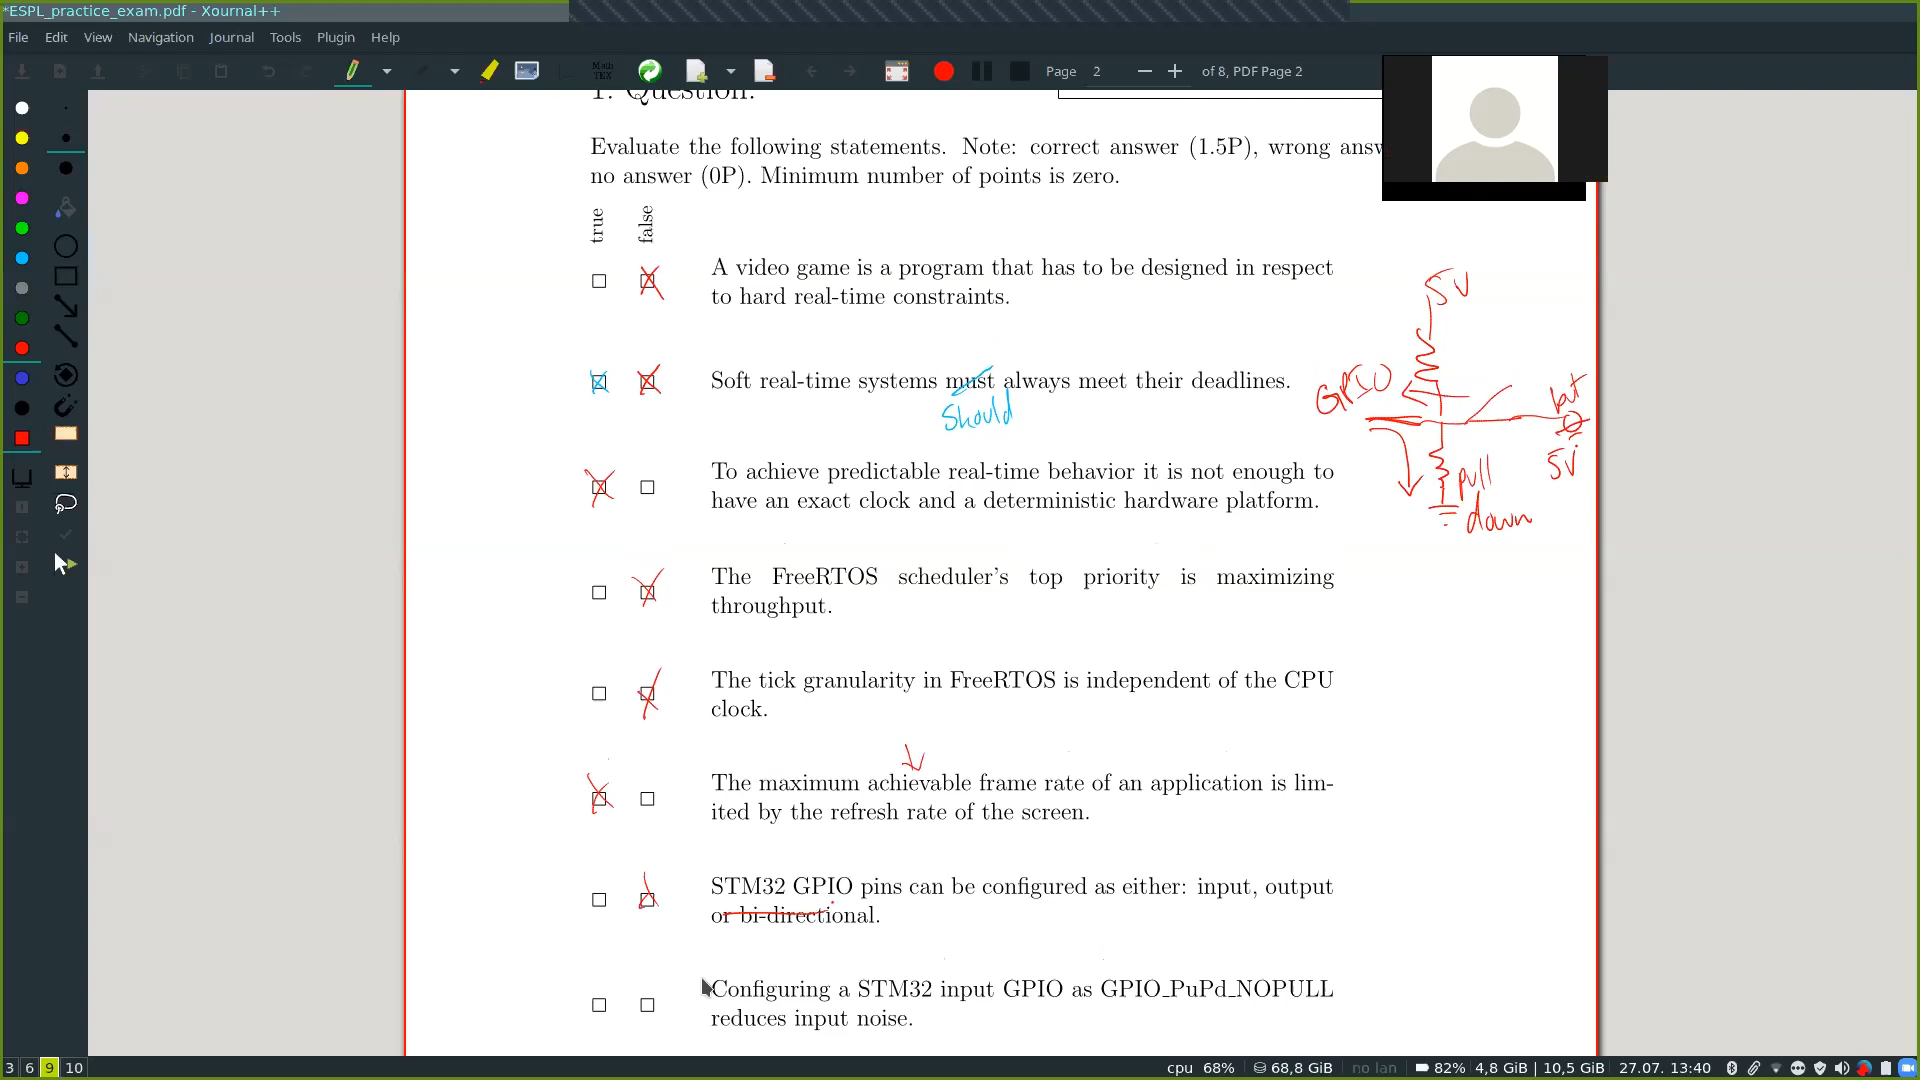 *ESPL_practice_exam.pdf - Xournal++
File Edit View Navigation Journal Tools Plugin Help
Math TEX
Page 2 of 8, PDF Page 2
1. Question:
Evaluate the following statements. Note: correct answer (1.5P), wrong answ
no answer (0P). Minimum number of points is zero.
true false
A video game is a program that has to be designed in respect
to hard real-time constraints.
5V
Soft real-time systems must always meet their deadlines.
should
GPIO
5V
pull
down
To achieve predictable real-time behavior it is not enough to
have an exact clock and a deterministic hardware platform.
The FreeRTOS scheduler's top priority is maximizing
throughput.
The tick granularity in FreeRTOS is independent of the CPU
clock.
The maximum achievable frame rate of an application is lim-
ited by the refresh rate of the screen.
STM32 GPIO pins can be configured as either: input, output
or bi-directional.
Configuring a STM32 input GPIO as GPIO_PuPd_NOPULL
reduces input noise.
3 6 9 10 cpu 68% 68,8 GiB no lan 82% 4,8 GiB | 10,5 GiB 27.07. 13:40